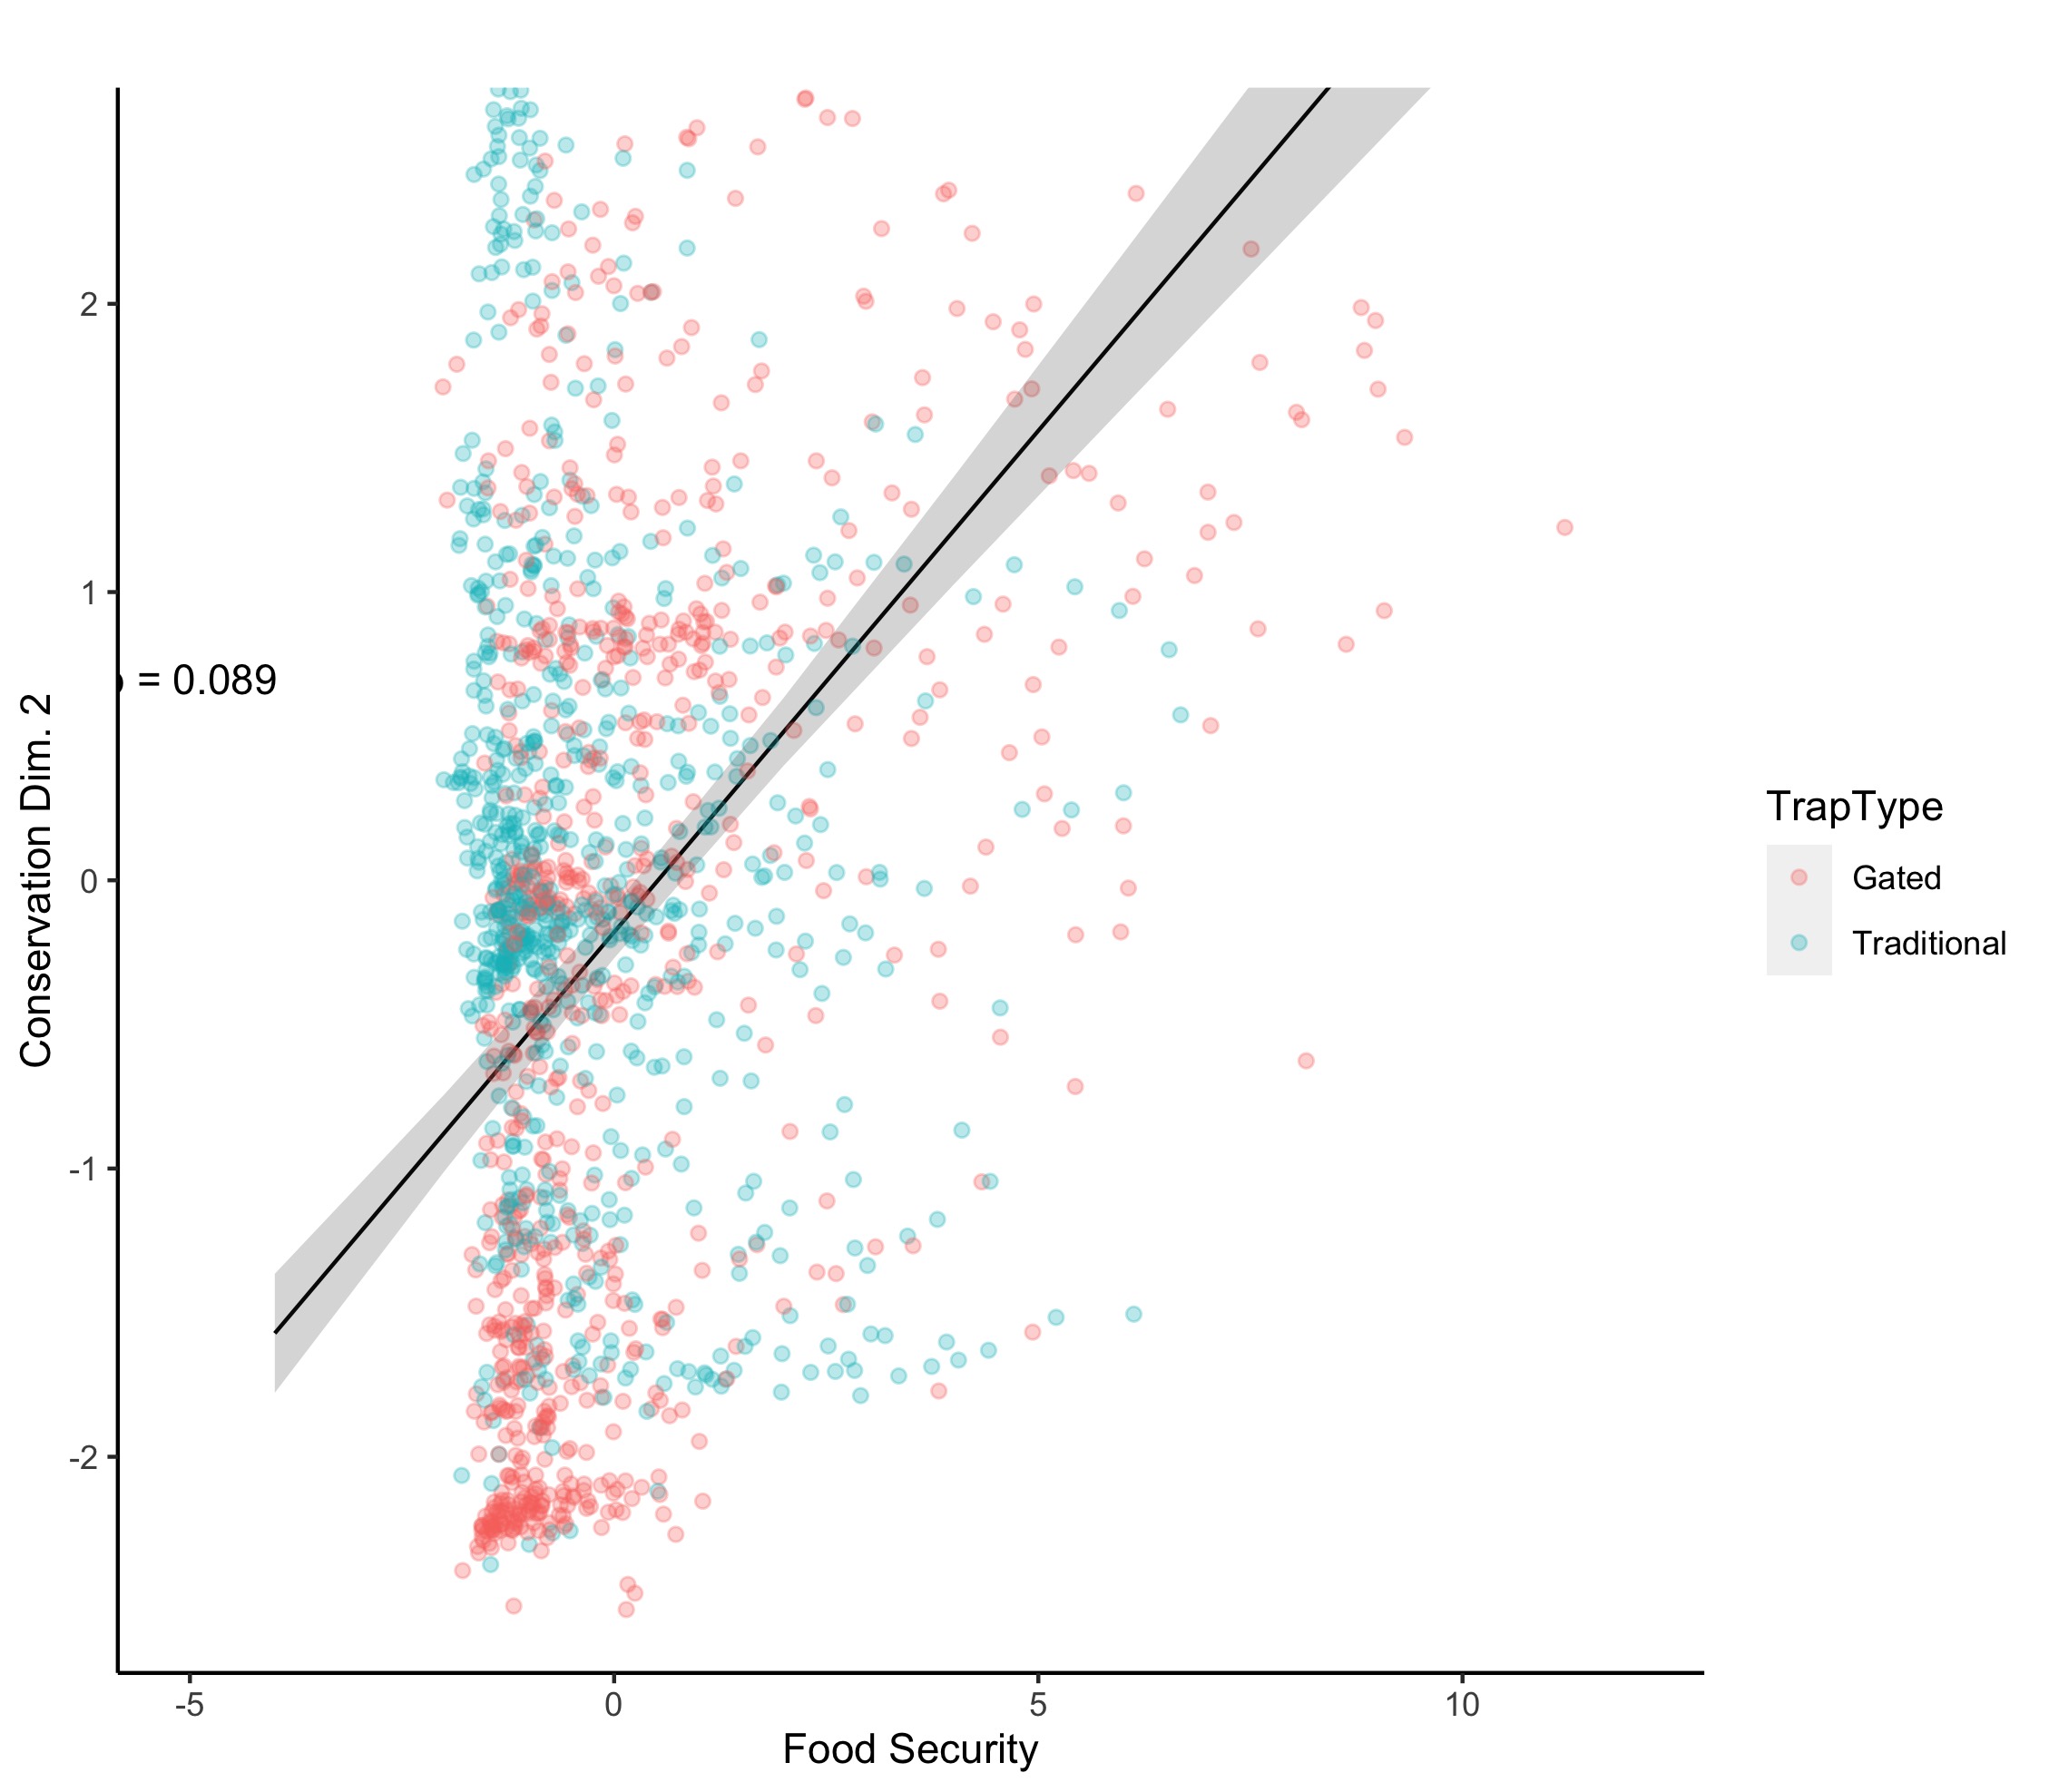 2
1
0
-1
-2
= 0.089
Conservation Dim. 2
-5
0
5
10
Food Security
TrapType
Gated
Traditional